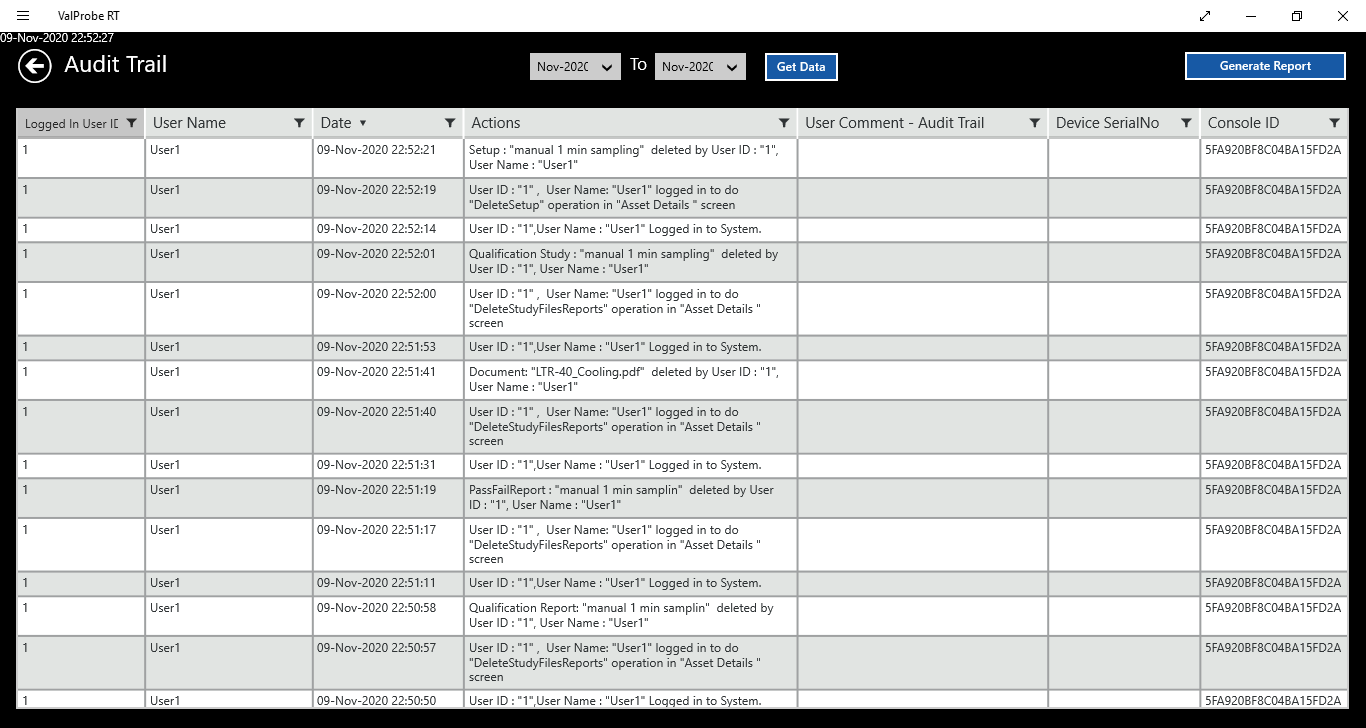 ValProbe RT
09-Nov-2020 22:52:27
Audit Trail
Nov-202
To
Nov-202
Get Data
Generate Report
Logged In User I
User Name
Date
Actions
User Comment - Audit Trail
Device SerialNo
Console ID
1 User1 09-Nov-2020 22:52:21 Setup : "manual 1 min sampling"  deleted by User ID : "1", 5FA920BF8C04BA15FD2A
User Name : "User1"
1 User1 09-Nov-2020 22:52:19 User ID : "1" ,  User Name: "User1" logged in to do 5FA920BF8C04BA15FD2A
"DeleteSetup" operation in "Asset Details " screen
1 User1 09-Nov-2020 22:52:14 User ID : "1",User Name : "User1" Logged in to System. 5FA920BF8C04BA15FD2A
1 User1 09-Nov-2020 22:52:01 Qualification Study : "manual 1 min sampling"  deleted by 5FA920BF8C04BA15FD2A
User ID : "1", User Name : "User1"
1 User1 09-Nov-2020 22:52:00 User ID : "1" ,  User Name: "User1" logged in to do 5FA920BF8C04BA15FD2A
"DeleteStudyFilesReports" operation in "Asset Details "
screen
1 User1 09-Nov-2020 22:51:53 User ID : "1",User Name : "User1" Logged in to System. 5FA920BF8C04BA15FD2A
1 User1 09-Nov-2020 22:51:41 Document: "LTR-40_Cooling.pdf"  deleted by User ID : "1", 5FA920BF8C04BA15FD2A
User Name : "User1"
1 User1 09-Nov-2020 22:51:40 User ID : "1" ,  User Name: "User1" logged in to do 5FA920BF8C04BA15FD2A
"DeleteStudyFilesReports" operation in "Asset Details "
screen
1 User1 09-Nov-2020 22:51:31 User ID : "1",User Name : "User1" Logged in to System. 5FA920BF8C04BA15FD2A
1 User1 09-Nov-2020 22:51:19 PassFailReport : "manual 1 min samplin"  deleted by User 5FA920BF8C04BA15FD2A
ID : "1", User Name : "User1"
1 User1 09-Nov-2020 22:51:17 User ID : "1" ,  User Name: "User1" logged in to do 5FA920BF8C04BA15FD2A
"DeleteStudyFilesReports" operation in "Asset Details "
screen
1 User1 09-Nov-2020 22:51:11 User ID : "1",User Name : "User1" Logged in to System. 5FA920BF8C04BA15FD2A
1 User1 09-Nov-2020 22:50:58 Qualification Report: "manual 1 min samplin"  deleted by 5FA920BF8C04BA15FD2A
User ID : "1", User Name : "User1"
1 User1 09-Nov-2020 22:50:57 User ID : "1" ,  User Name: "User1" logged in to do 5FA920BF8C04BA15FD2A
"DeleteStudyFilesReports" operation in "Asset Details "
screen
1 User1 09-Nov-2020 22:50:50 User ID : "1",User Name : "User1" Logged in to System. 5FA920BF8C04BA15FD2A